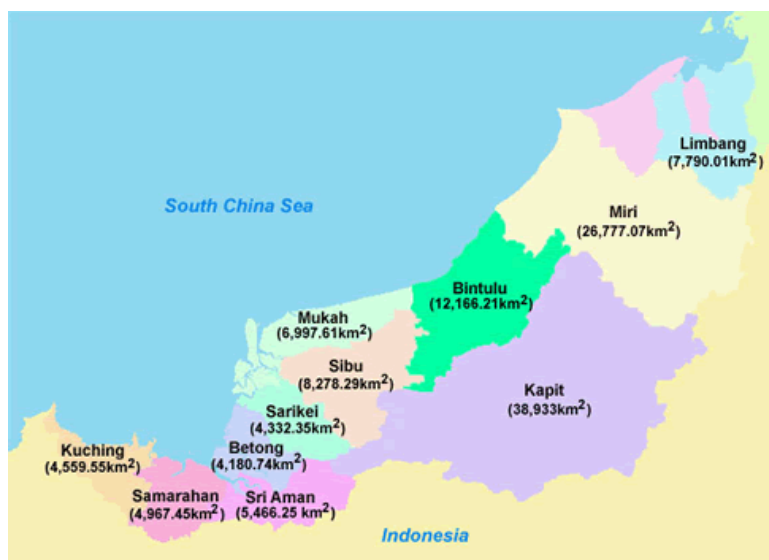 Limbang
(7,790.01km²)
South China Sea
Miri
(26,777.07km²)
Bintulu
(12,166.21km²)
Mukah
(6,997.61km²)
Sibu
(8,278.29km²)
Kapit
(38,933km²)
Sarikei
(4,332.35km²)
Kuching
(4,559.55km²)
Betong
(4,180.74km²)
Samarahan
(4,967.45km²)
Sri Aman
(5,466.25 km²)
Indonesia